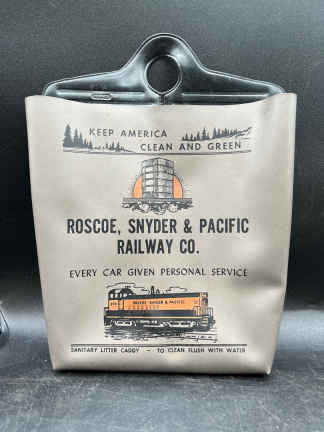 KEEP AMERICA
CLEAN AND GREEN
ROSCOE, SNYDER & PACIFIC
RAILWAY CO.
EVERY CAR GIVEN PERSONAL SERVICE
ROSCOE SNYDER & PACIFIC
SANITARY LITTER CADDY — TO CLEAN FLUSH WITH WATER